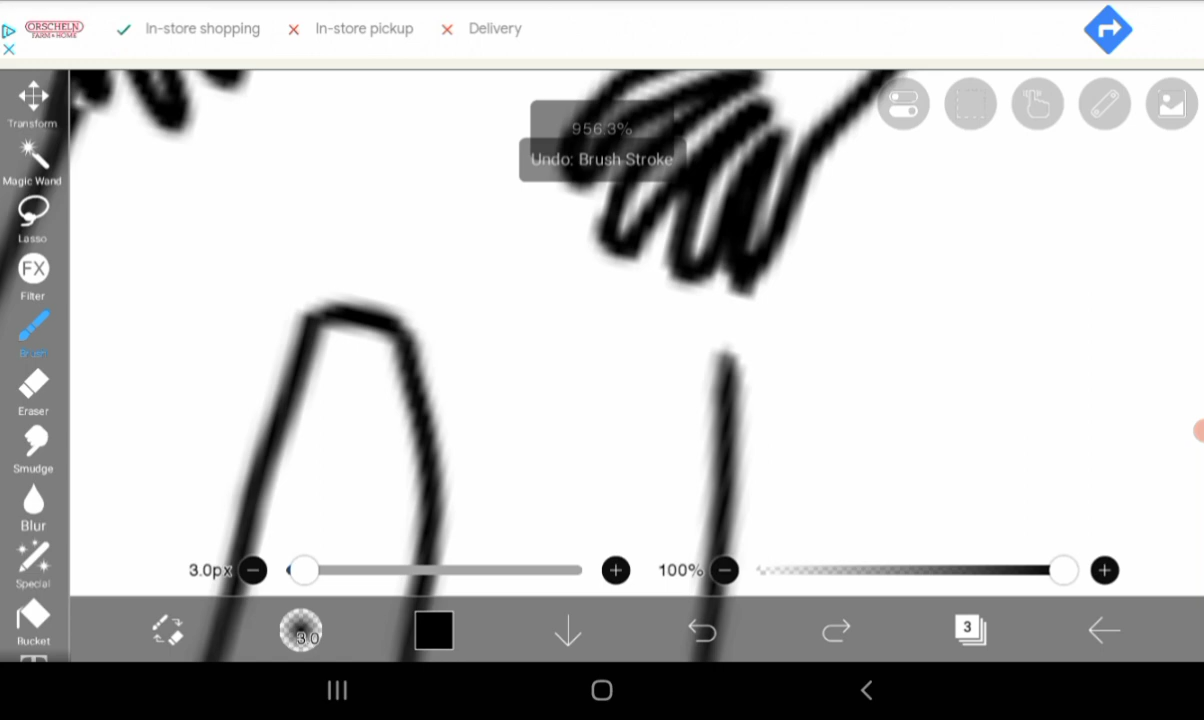 ORSCHELN
FARM+HOME
In-store shopping
In-store pickup
Delivery
956.3%
Undo: Brush Stroke
Transform
Magic Wand
Lasso
FX
Filter
Brush
Eraser
Smudge
Blur
Special
Bucket
3.0px
100%
3.0
3